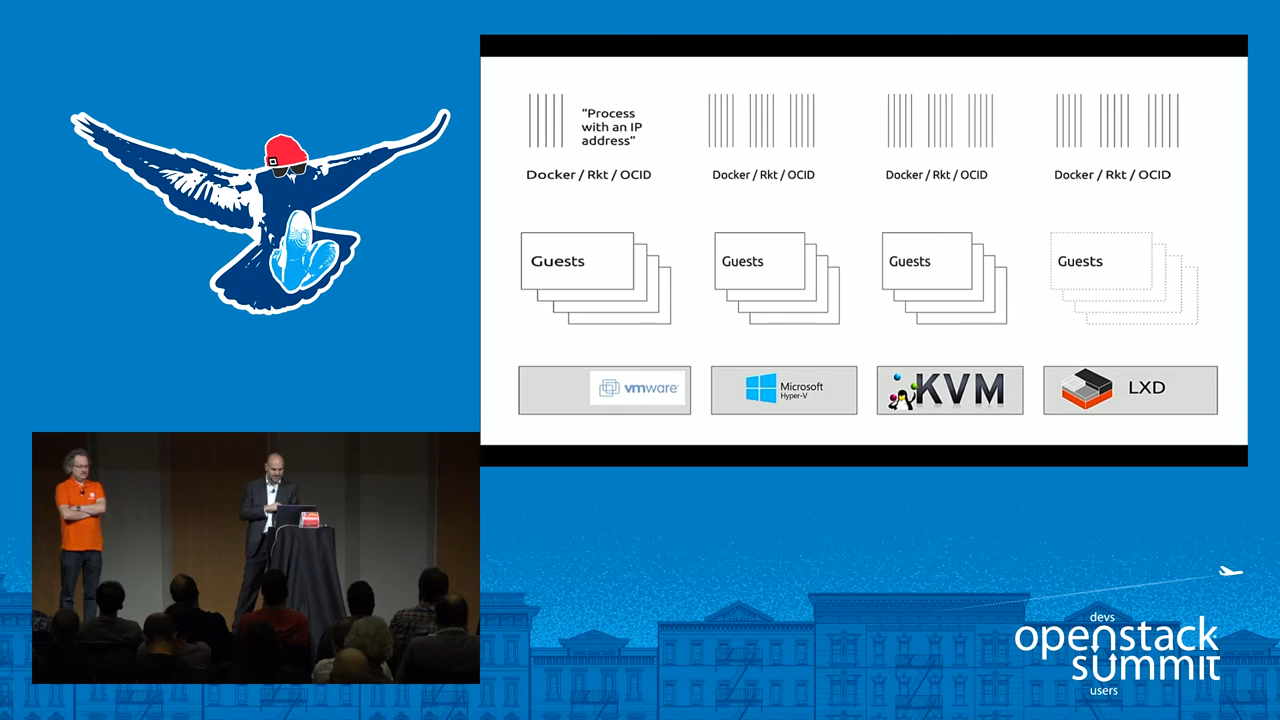 "Process
with an IP
address"
Docker / Rkt / OCID
Docker / Rkt / OCID
Docker / Rkt / OCID
Docker / Rkt / OCID
Guests
Guests
Guests
Guests
vmware
Microsoft
Hyper-V
KVM
LXD
devs
openstack
summit
users